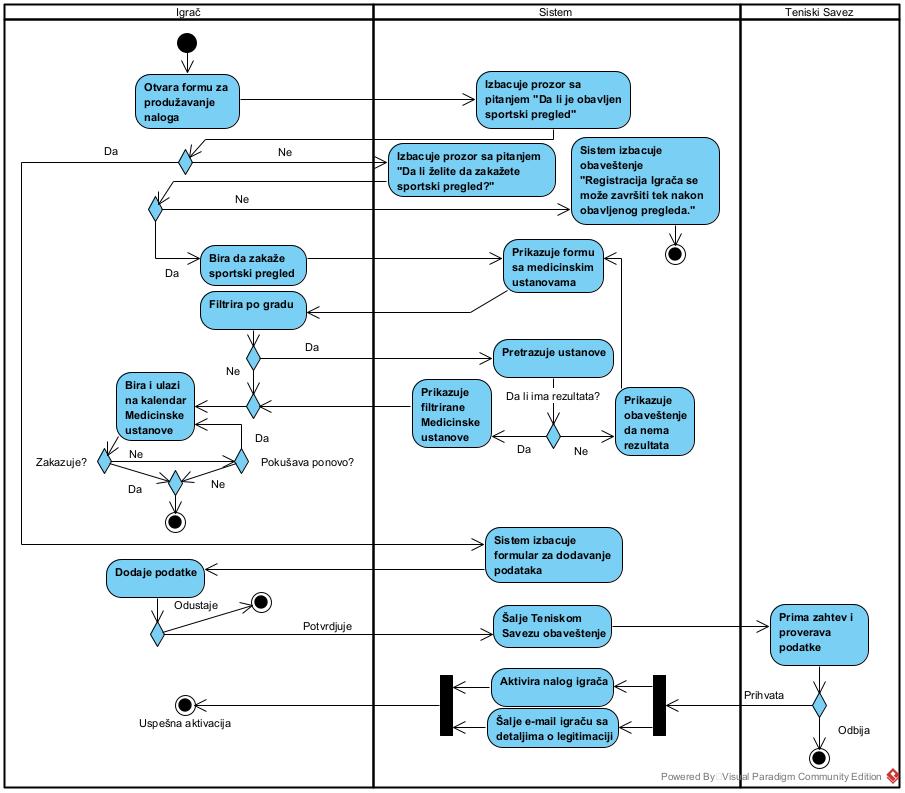 Igrač
Sistem
Teniski Savez
Otvara formu za
produžavanje
naloga
Izbacuje prozor sa
pitanjem "Da li je obavljen
sportski pregled"
Da
Ne
Izbacuje prozor sa pitanjem
"Da li želite da zakažete
sportski pregled?"
Sistem izbacuje
obaveštenje
"Registracija Igrača se
može završiti tek nakon
obavljenog pregleda."
Ne
Da
Bira da zakaže
sportski pregled
Prikazuje formu
sa medicinskim
ustanovama
Filtrira po gradu
Da
Ne
Pretrazuje ustanove
Da li ima rezultata?
Bira i ulazi
na kalendar
Medicinske
ustanove
Prikazuje
filtrirane
Medicinske
ustanove
Prikazuje
obaveštenje
da nema
rezultata
Da
Ne
Da
Zakazuje?
Ne
Pokušava ponovo?
Da
Ne
Sistem izbacuje
formular za dodavanje
podataka
Dodaje podatke
Odustaje
Potvrdjuje
Šalje Teniskom
Savezu obaveštenje
Prima zahtev i
proverava
podatke
Aktivira nalog igrača
Šalje e-mail igraču sa
detaljima o legitimaciji
Prihvata
Uspešna aktivacija
Odbija
Powered By Visual Paradigm Community Edition